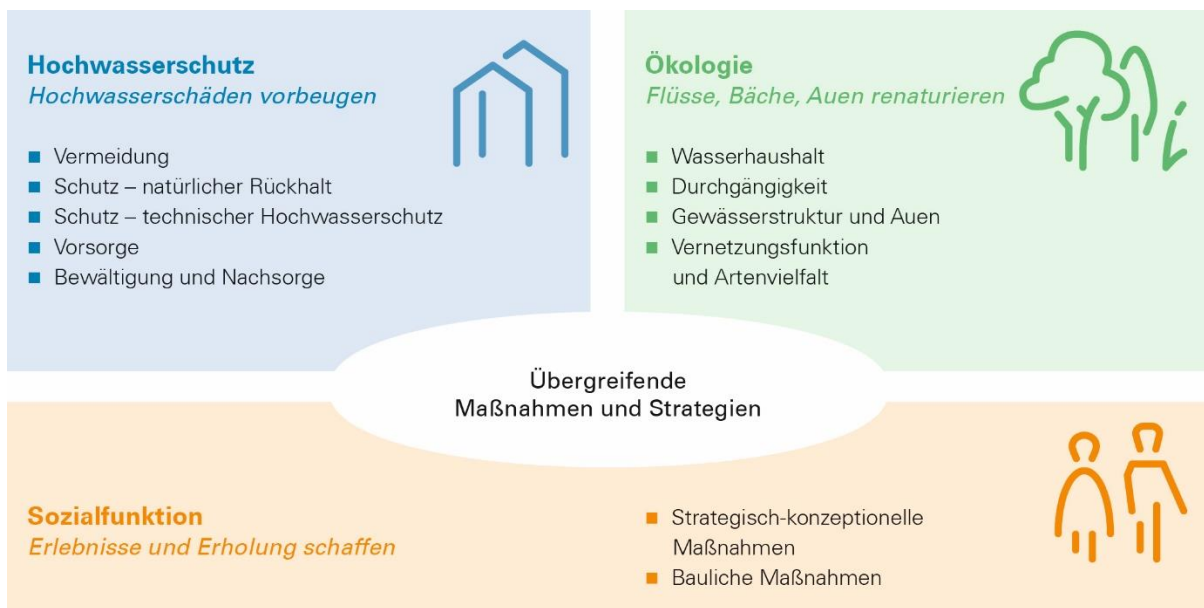 Hochwasserschutz
Hochwasserschäden vorbeugen
■ Vermeidung
■ Schutz – natürlicher Rückhalt
■ Schutz – technischer Hochwasserschutz
■ Vorsorge
■ Bewältigung und Nachsorge
Ökologie
Flüsse, Bäche, Auen renaturieren
■ Wasserhaushalt
■ Durchgängigkeit
■ Gewässerstruktur und Auen
■ Vernetzungsfunktion
und Artenvielfalt
Übergreifende
Maßnahmen und Strategien
Sozialfunktion
Erlebnisse und Erholung schaffen
■ Strategisch-konzeptionelle
Maßnahmen
■ Bauliche Maßnahmen